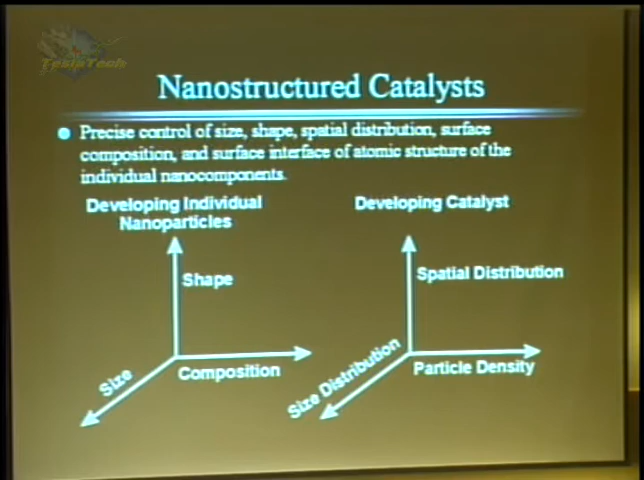 TeslaTech
Nanostructured Catalysts
Precise control of size, shape, spatial distribution, surface
composition, and surface interface of atomic structure of the
individual nanocomponents.
Developing Individual
Nanoparticles
Shape
Size
Composition
Developing Catalyst
Spatial Distribution
Size Distribution
Particle Density